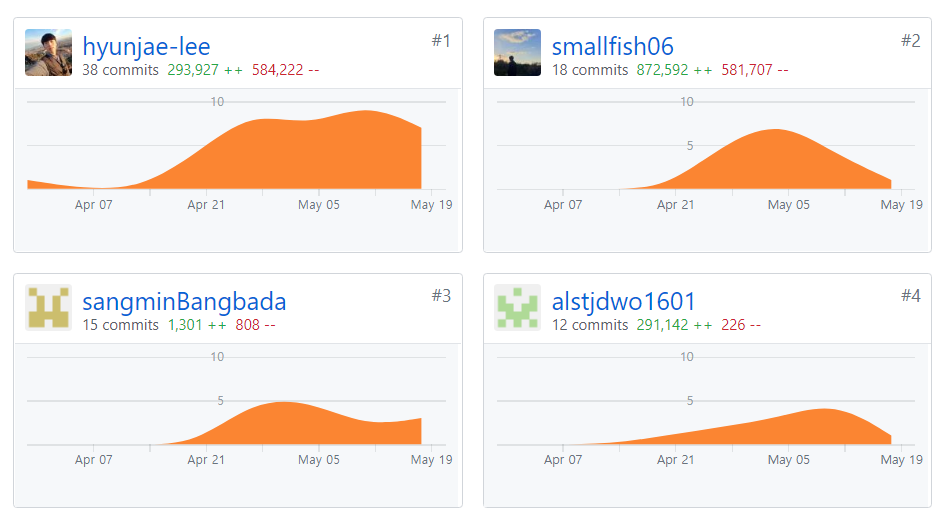 hyunjae-lee
#1
38 commits 293,927 ++ 584,222 --
10
Apr 07 Apr 21 May 05 May 19
smallfish06
#2
18 commits 872,592 ++ 581,707 --
10
5
Apr 07 Apr 21 May 05 May 19
sangminBangbada
#3
15 commits 1,301 ++ 808 --
10
5
Apr 07 Apr 21 May 05 May 19
alstjdwo1601
#4
12 commits 291,142 ++ 226 --
10
5
Apr 07 Apr 21 May 05 May 19